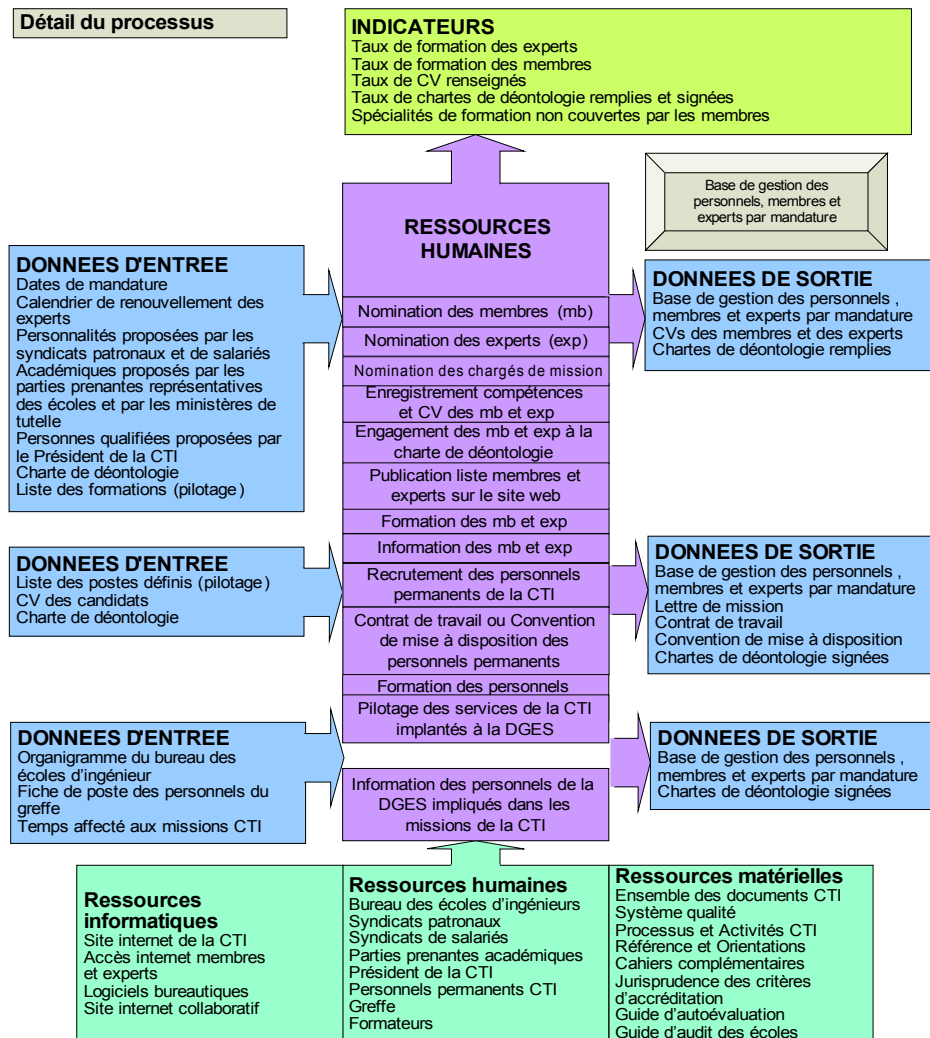 Détail du processus
INDICATEURS
Taux de formation des experts
Taux de formation des membres
Taux de CV renseignés
Taux de chartes de déontologie remplies et signées
Spécialités de formation non couvertes par les membres
Base de gestion des
personnels, membres et
experts par mandature
RESSOURCES
HUMAINES
DONNEES D'ENTREE
Dates de mandature
Calendrier de renouvellement des
experts
Personnalités proposées par les
syndicats patronaux et de salariés
Académiques proposés par les
parties prenantes représentatives
des écoles et par les ministères de
tutelle
Personnes qualifiées proposées par
le Président de la CTI
Charte de déontologie
Liste des formations (pilotage)
Nomination des membres (mb)
Nomination des experts (exp)
Nomination des chargés de mission
Enregistrement compétences
et CV des mb et exp
Engagement des mb et exp à la
charte de déontologie
Publication liste membres et
experts sur le site web
Formation des mb et exp
Information des mb et exp
Recrutement des personnels
permanents de la CTI
Contrat de travail ou Convention
de mise à disposition des
personnels permanents
Formation des personnels
Pilotage des services de la CTI
implantés à la DGES
Information des personnels de la
DGES impliqués dans les
missions de la CTI
DONNEES DE SORTIE
Base de gestion des personnels ,
membres et experts par mandature
CVs des membres et des experts
Chartes de déontologie remplies
DONNEES D'ENTREE
Liste des postes définis (pilotage)
CV des candidats
Charte de déontologie
DONNEES DE SORTIE
Base de gestion des personnels ,
membres et experts par mandature
Lettre de mission
Contrat de travail
Convention de mise à disposition
Chartes de déontologie signées
DONNEES D'ENTREE
Organigramme du bureau des
écoles d'ingénieur
Fiche de poste des personnels du
greffe
Temps affecté aux missions CTI
DONNEES DE SORTIE
Base de gestion des personnels ,
membres et experts par mandature
Chartes de déontologie signées
Ressources
informatiques
Site internet de la CTI
Accès internet membres
et experts
Logiciels bureautiques
Site internet collaboratif
Ressources humaines
Bureau des écoles d'ingénieurs
Syndicats patronaux
Syndicats de salariés
Parties prenantes académiques
Président de la CTI
Personnels permanents CTI
Greffe
Formateurs
Ressources matérielles
Ensemble des documents CTI
Système qualité
Processus et Activités CTI
Référence et Orientations
Cahiers complémentaires
Jurisprudence des critères
d'accréditation
Guide d'autoévaluation
Guide d'audit des écoles